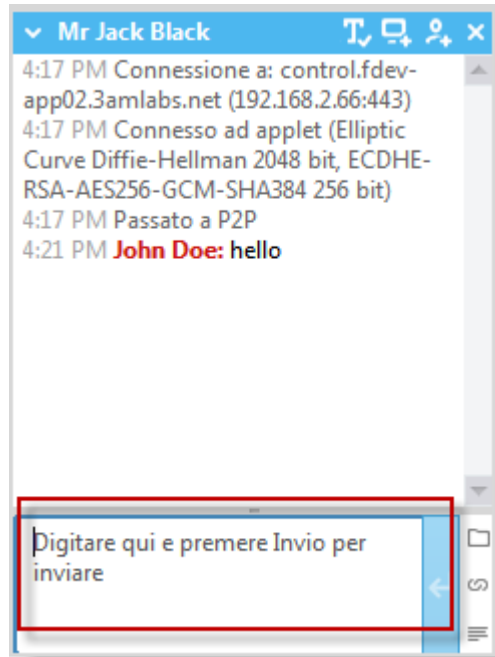 Mr Jack Black
4:17 PM Connessione a: control.fdev-
app02.3amlabs.net (192.168.2.66:443)
4:17 PM Connesso ad applet (Elliptic
Curve Diffie-Hellman 2048 bit, ECDHE-
RSA-AES256-GCM-SHA384 256 bit)
4:17 PM Passato a P2P
4:21 PM John Doe: hello
Digitare qui e premere Invio per
inviare